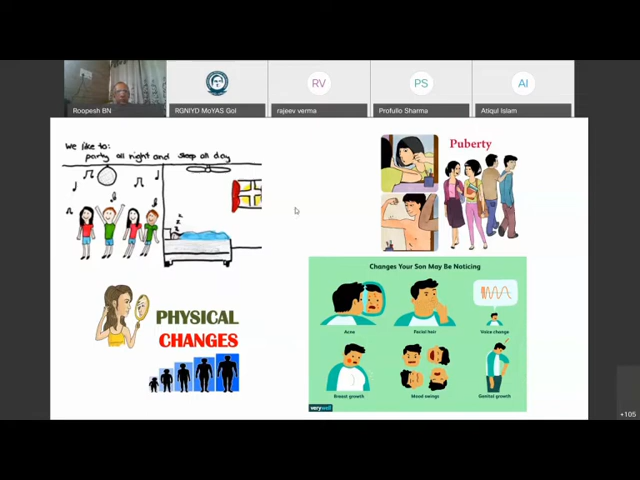 RV
PS
AI
Roopesh BN
RGNIYD MoYAS GoI
rajeev verma
Profullo Sharma
Atiqul Islam
We like to:
party all night and sleep all day
Puberty
PHYSICAL
CHANGES
Changes Your Son May Be Noticing
Acne
Facial hair
Voice change
Breast growth
Mood swings
Genital growth
verywell
+105